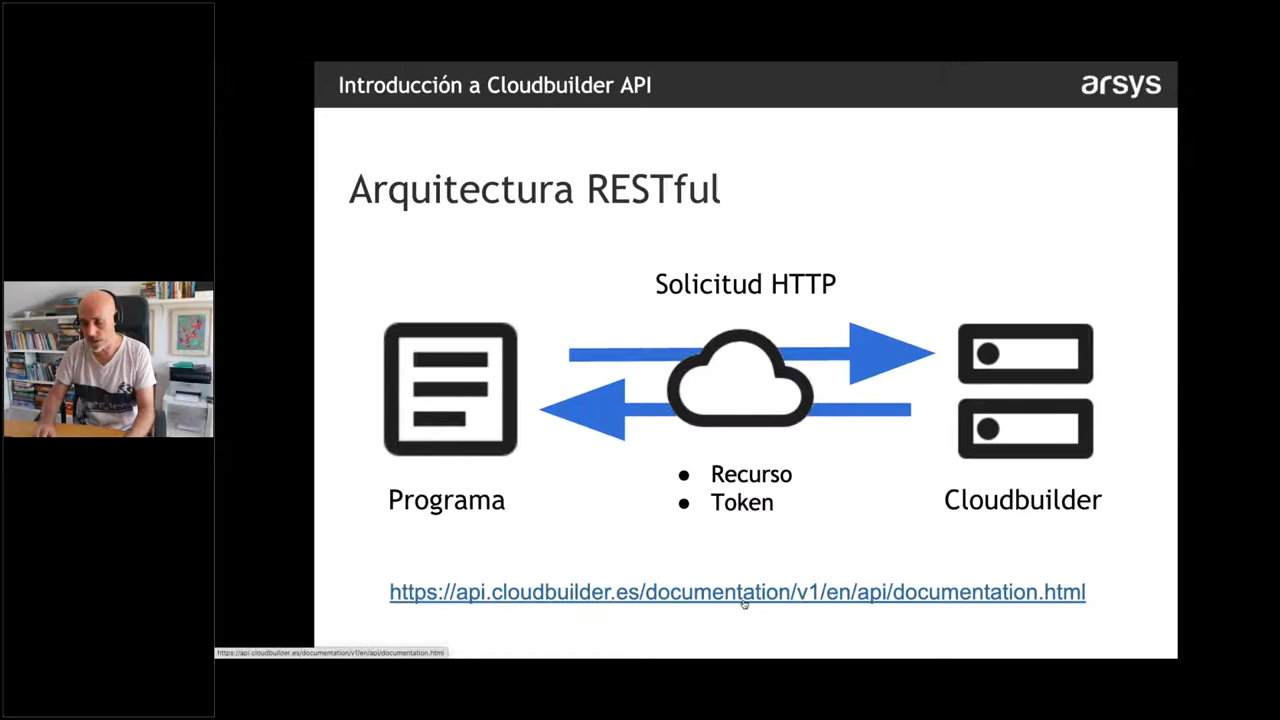 Introducción a Cloudbuilder API
arsys
Arquitectura RESTful
Solicitud HTTP
● Recurso
● Token
Programa
Cloudbuilder
https://api.cloudbuilder.es/documentation/v1/en/api/documentation.html
https://api.cloudbuilder.es/documentation/v1/en/api/documentation.html